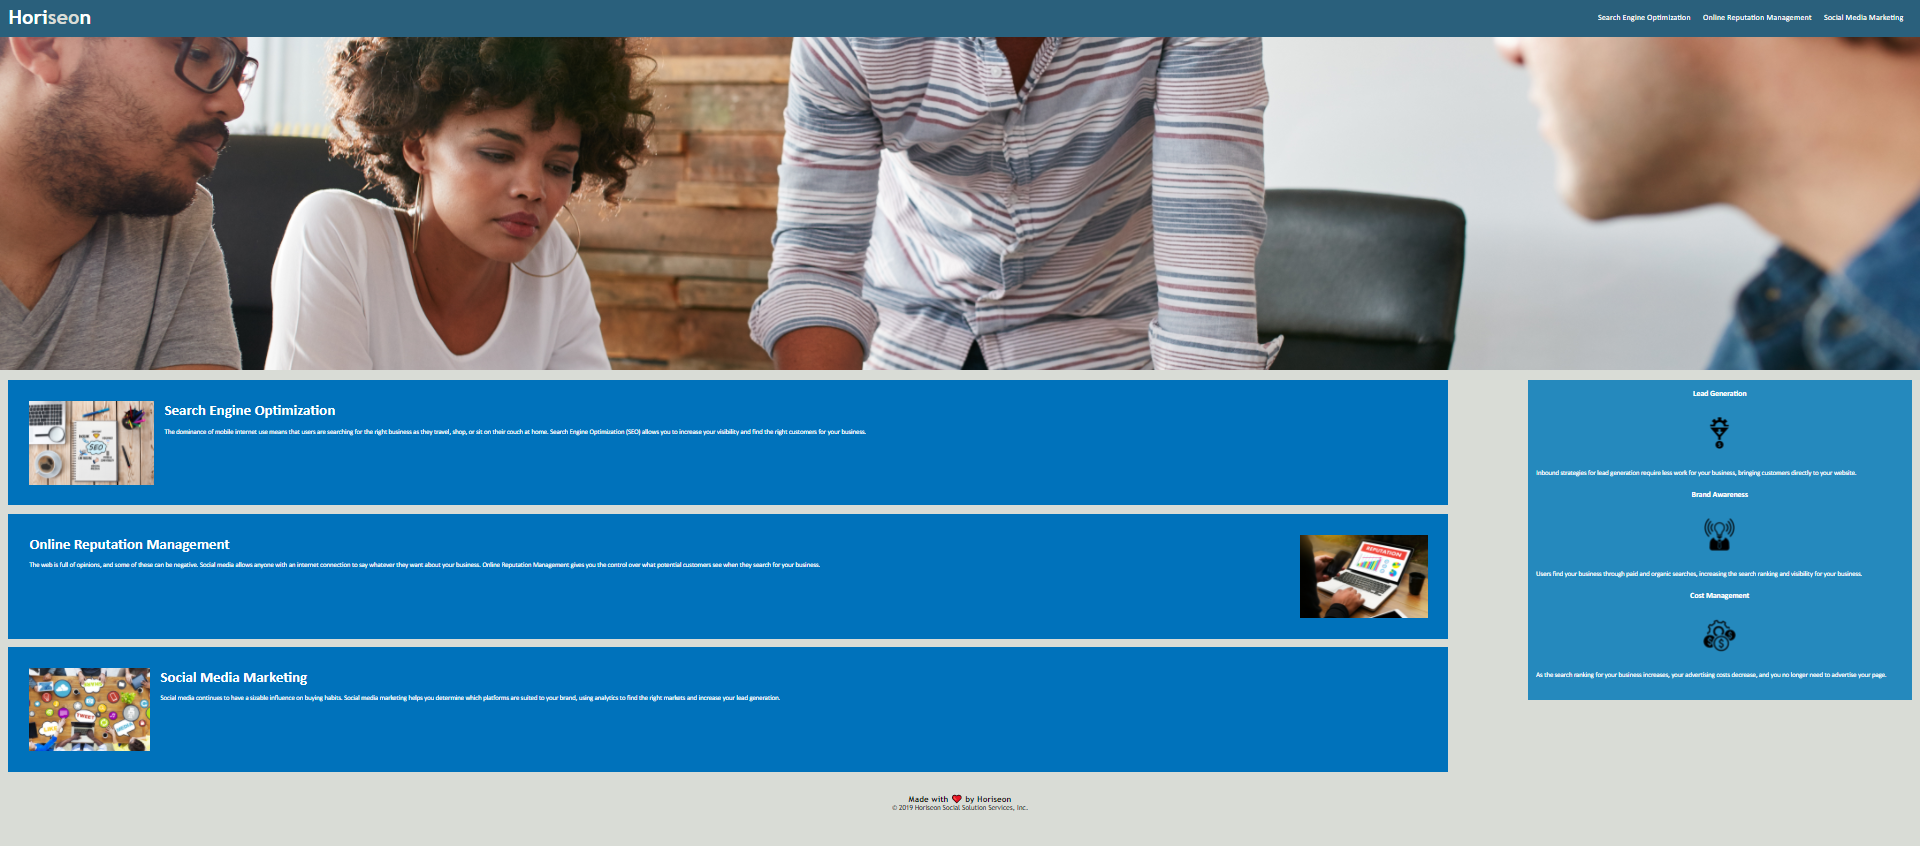 Horiseon
Search Engine Optimization Online Reputation Management Social Media Marketing
Search Engine Optimization
The dominance of mobile internet use means that users are searching for the right business as they travel, shop, or sit on their couch at home. Search Engine Optimization (SEO) allows you to increase your visibility and find the right customers for your business.
SEO
Online Reputation Management
The web is full of opinions, and some of these can be negative. Social media allows anyone with an internet connection to say whatever they want about your business. Online Reputation Management gives you the control over what potential customers see when they search for your business.
REPUTATION
Social Media Marketing
Social media continues to have a sizable influence on buying habits. Social media marketing helps you determine which platforms are suited to your brand, using analytics to find the right markets and increase your lead generation.
TWEET
Lead Generation
Inbound strategies for lead generation require less work for your business, bringing customers directly to your website.
Brand Awareness
Users find your business through paid and organic searches, increasing the search ranking and visibility for your business.
Cost Management
As the search ranking for your business increases, your advertising costs decrease, and you no longer need to advertise your page.
Made with ❤ by Horiseon
© 2019 Horiseon Social Solution Services, Inc.